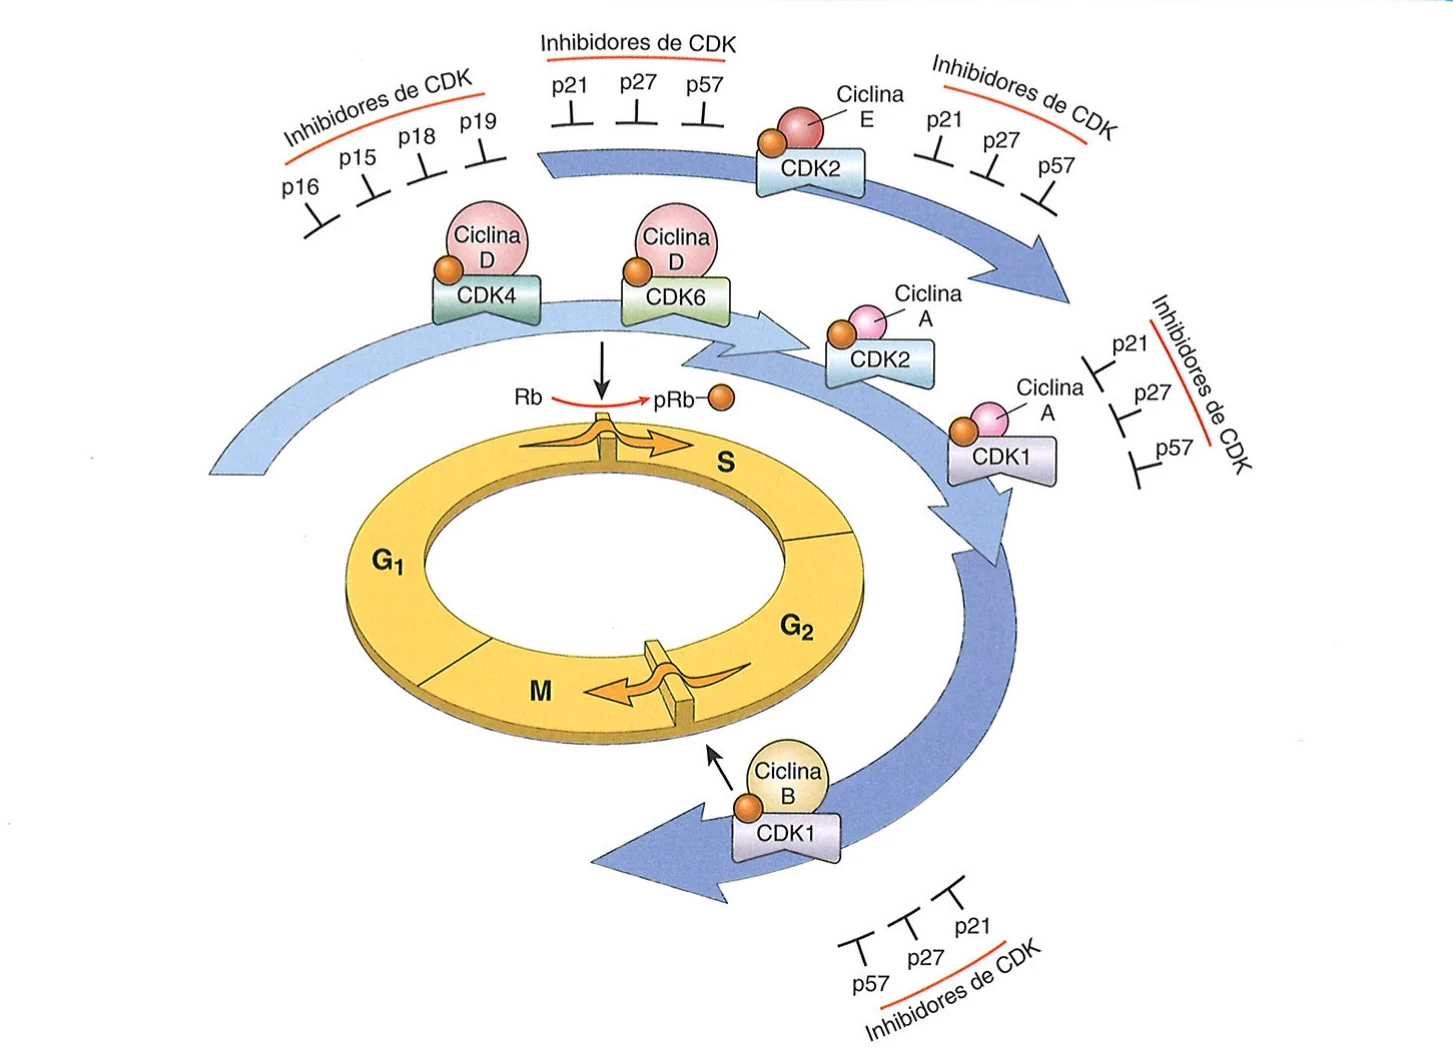 Inhibidores de CDK
p16
p15
p18
p19
Inhibidores de CDK
p21
p27
p57
Ciclina
E
CDK2
Inhibidores de CDK
p21
p27
p57
Ciclina
D
CDK4
Ciclina
D
CDK6
Ciclina
A
CDK2
Ciclina
A
CDK1
p21
p27
p57
Inhibidores de CDK
Rb
pRb
S
G1
G2
M
Ciclina
B
CDK1
p57
p27
p21
Inhibidores de CDK